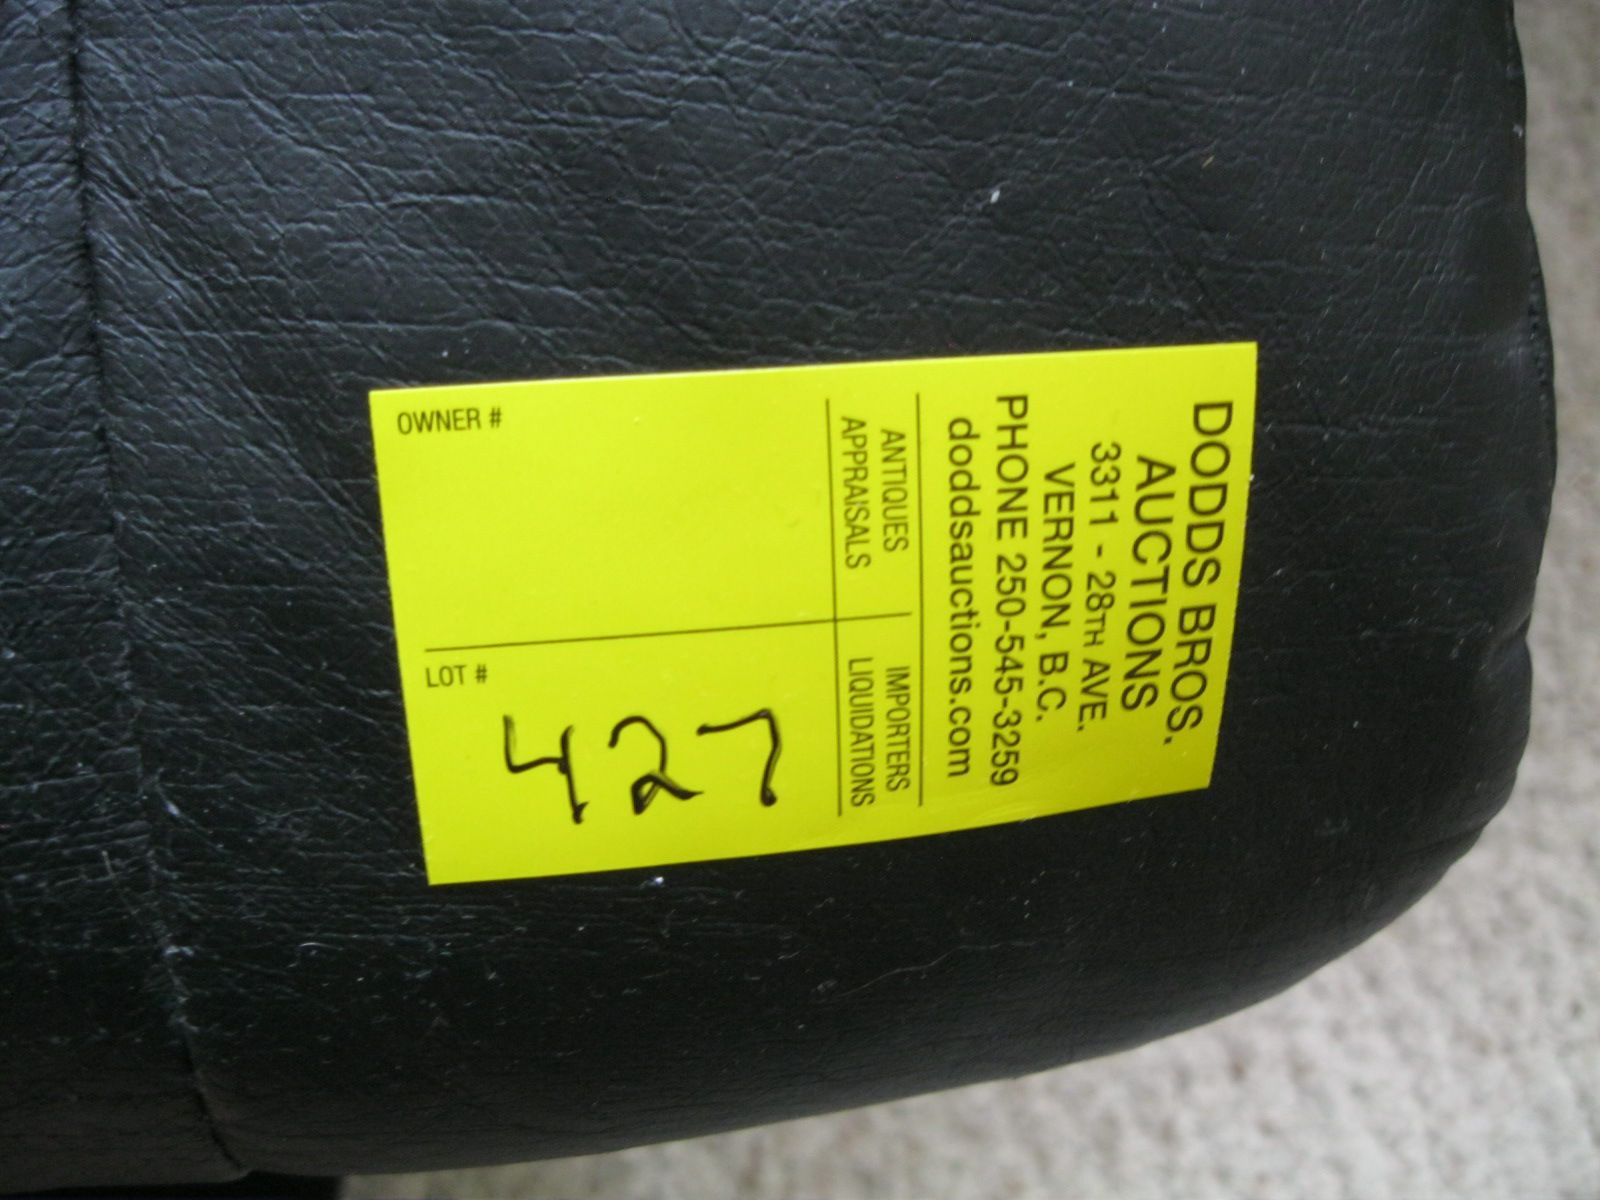 DODDS BROS.
AUCTIONS
3311 - 28TH AVE.
VERNON, B.C.
PHONE 250-545-3259
doddsauctions.com
ANTIQUES IMPORTERS
APPRAISALS LIQUIDATIONS
OWNER #
LOT #
527